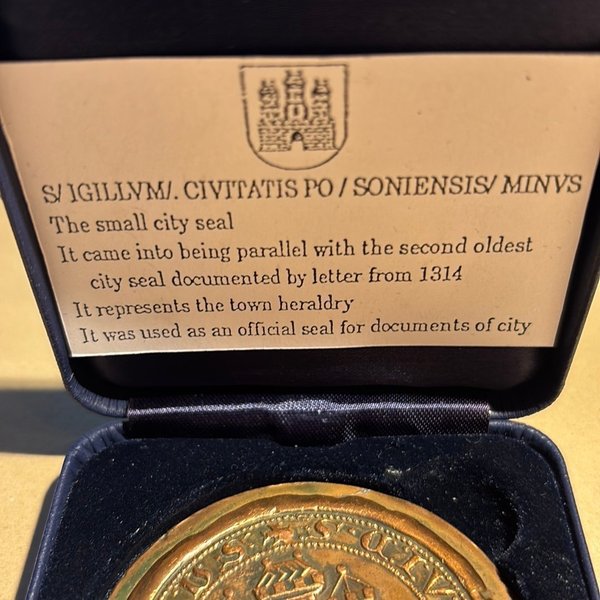 S/ IGILLVM/. CIVITATIS PO / SONIENSIS/ MINVS
The small city seal
It came into being parallel with the second oldest
city seal documented by letter from 1314
It represents the town heraldry
It was used as an official seal for documents of city